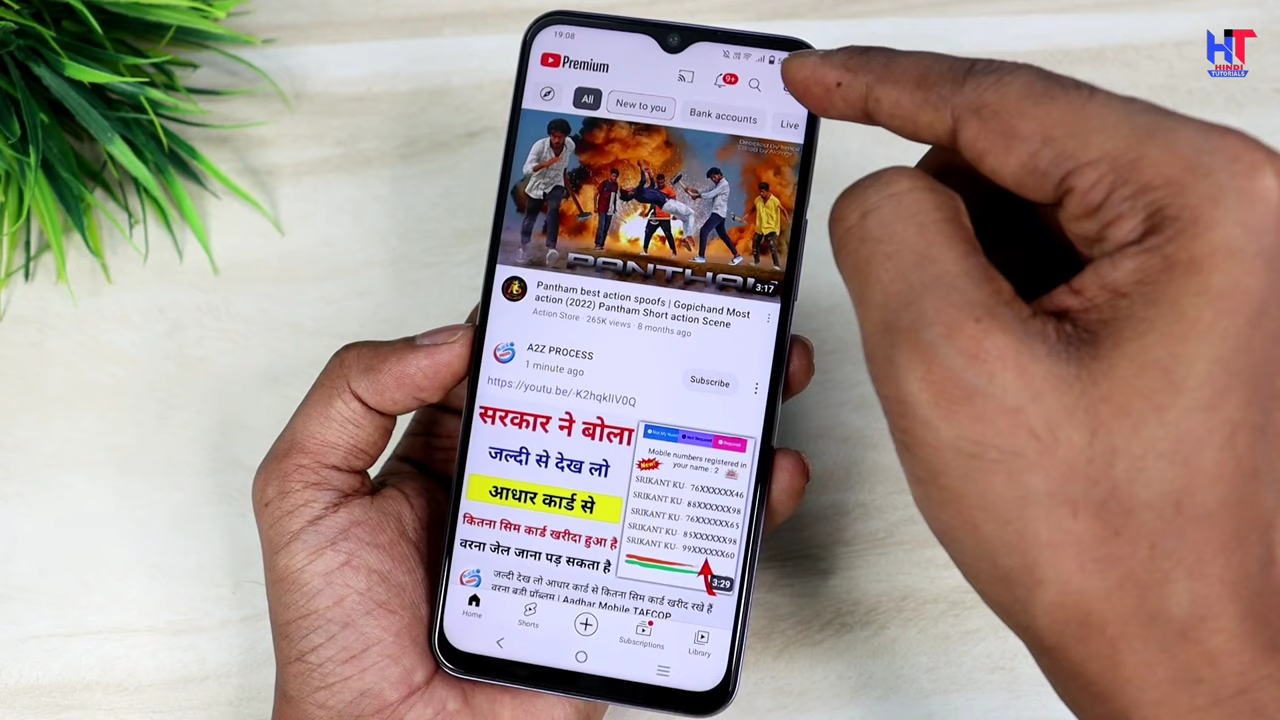 19:08
HT
HINDI
TUTORIALS
Premium
9+
All
New to you
Bank accounts
Live
PANTHAM
3:17
Pantham best action spoofs | Gopichand Most
action (2022) Pantham Short action Scene
Action Store · 265K views · 8 months ago
A2Z PROCESS
1 minute ago
Subscribe
https://youtu.be/-K2hqklIV0Q
सरकार ने बोला
जल्दी से देख लो
आधार कार्ड से
कितना सिम कार्ड खरीदा हुआ है
वरना जेल जाना पड़ सकता है
Not Required
Required
Mobile numbers registered in
your name : 2
New!
SRIKANT KU- 76XXXXXX46
SRIKANT KU- 88XXXXXX98
SRIKANT KU- 76XXXXXX65
SRIKANT KU- 85XXXXXX98
SRIKANT KU- 99XXXXXX60
3:29
जल्दी देख लो आधार कार्ड से कितना सिम कार्ड खरीद रखे हैं
वरना बड़ी प्रॉब्लम | Aadhar Mobile TAFCOP
Home
Shorts
Subscriptions
Library